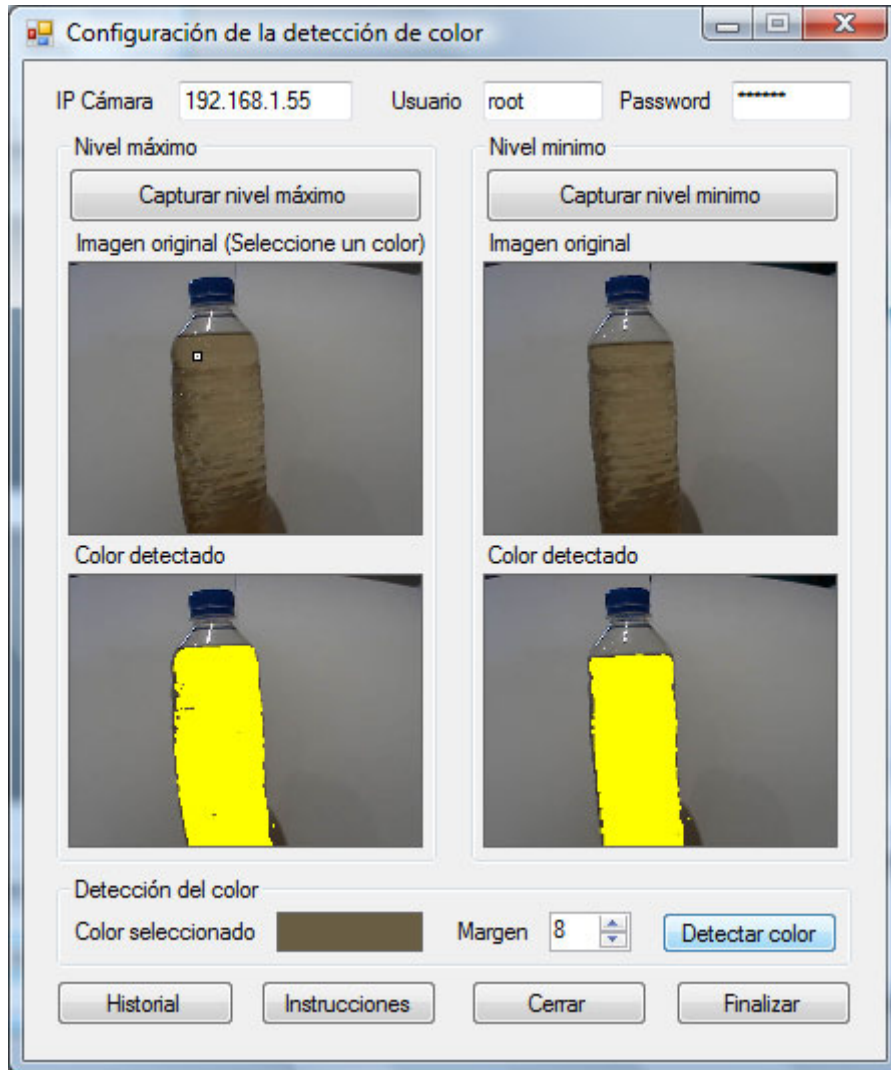 Configuración de la detección de color
IP Cámara 192.168.1.55 Usuario root Password ******
Nivel máximo
Capturar nivel máximo
Imagen original (Seleccione un color)
Color detectado
Nivel minimo
Capturar nivel minimo
Imagen original
Color detectado
Detección del color
Color seleccionado Margen 8 Detectar color
Historial Instrucciones Cerrar Finalizar